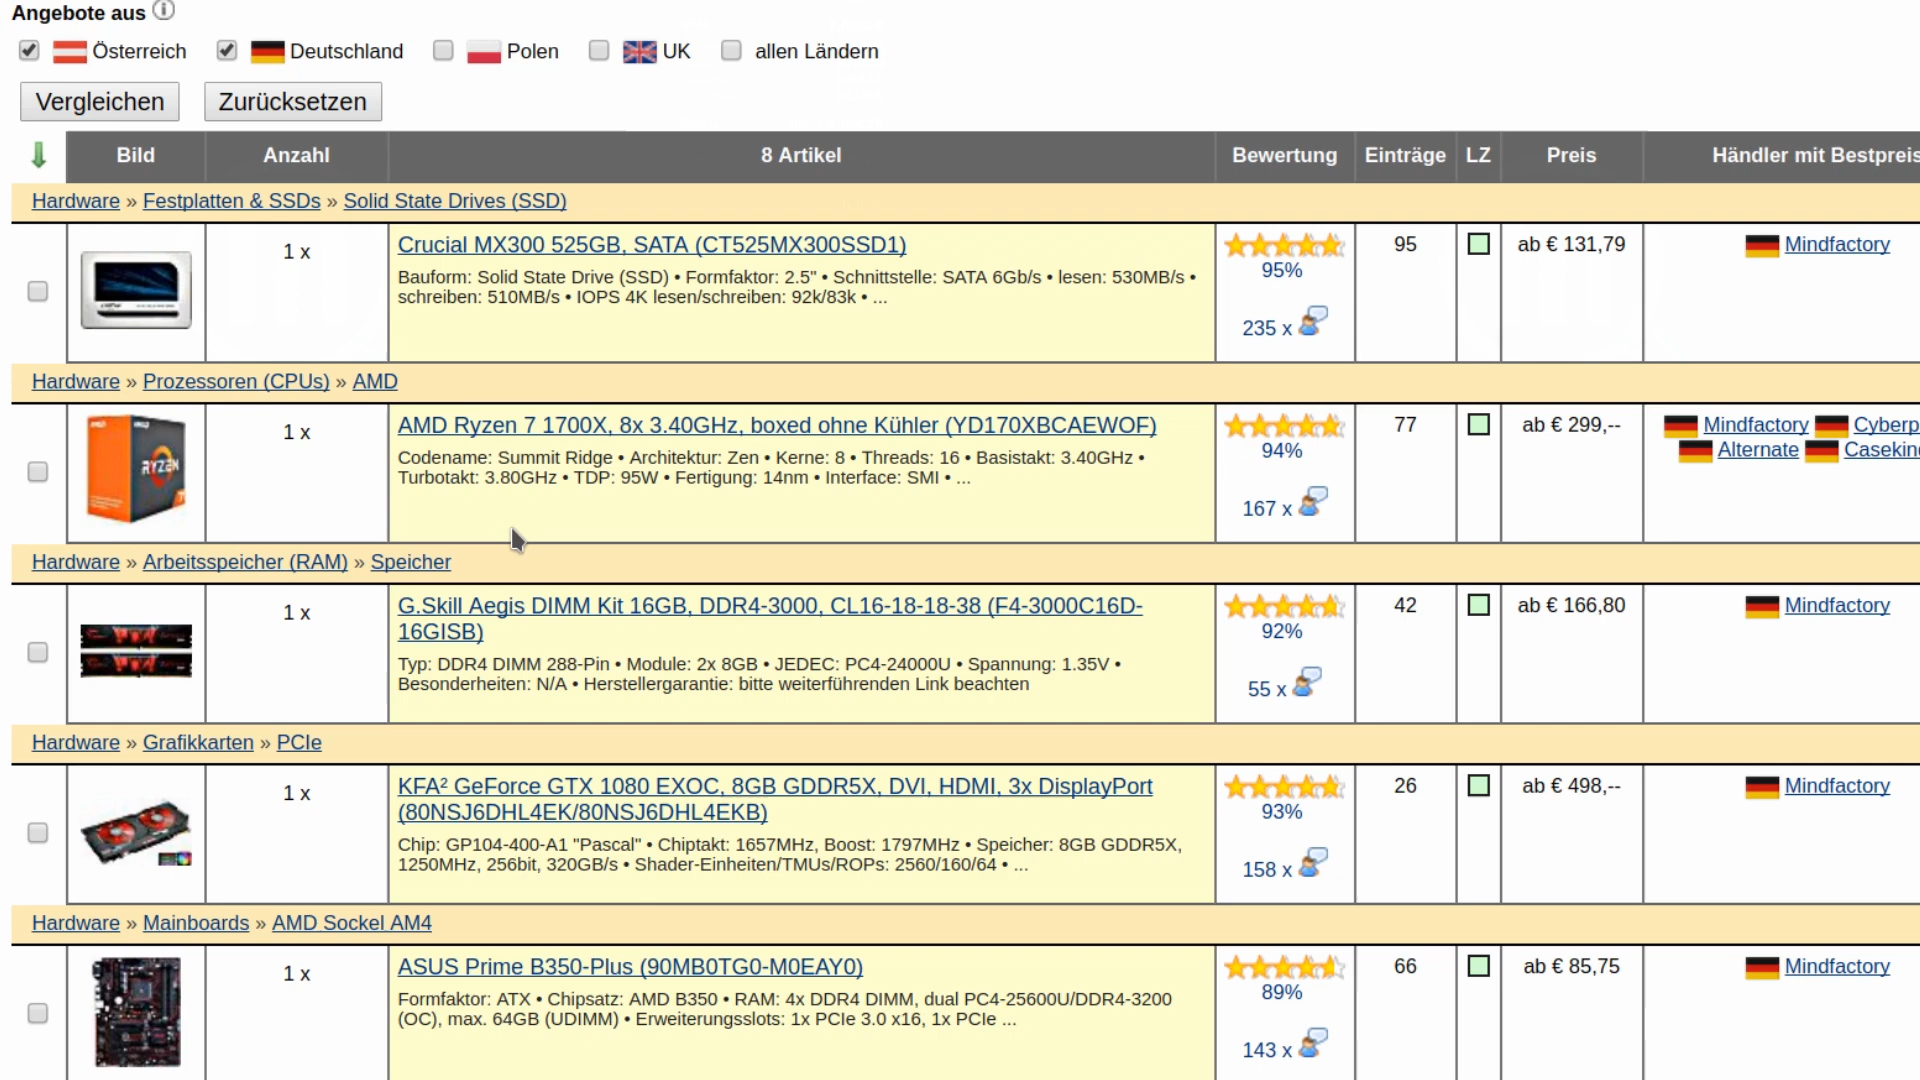 Angebote aus
Österreich Deutschland Polen UK allen Ländern
Vergleichen Zurücksetzen
Bild Anzahl 8 Artikel Bewertung Einträge LZ Preis Händler mit Bestpreis
Hardware » Festplatten & SSDs » Solid State Drives (SSD)
1 x Crucial MX300 525GB, SATA (CT525MX300SSD1) 95 ab € 131,79 Mindfactory
Bauform: Solid State Drive (SSD) • Formfaktor: 2.5" • Schnittstelle: SATA 6Gb/s • lesen: 530MB/s •
95%
schreiben: 510MB/s • IOPS 4K lesen/schreiben: 92k/83k • ...
235 x
Hardware » Prozessoren (CPUs) » AMD
RYZEN
1 x AMD Ryzen 7 1700X, 8x 3.40GHz, boxed ohne Kühler (YD170XBCAEWOF) 77 ab € 299,-- Mindfactory Cyberp
Codename: Summit Ridge • Architektur: Zen • Kerne: 8 • Threads: 16 • Basistakt: 3.40GHz •
94% Alternate Caseking
Turbotakt: 3.80GHz • TDP: 95W • Fertigung: 14nm • Interface: SMI • ...
167 x
Hardware » Arbeitsspeicher (RAM) » Speicher
1 x G.Skill Aegis DIMM Kit 16GB, DDR4-3000, CL16-18-18-38 (F4-3000C16D- 42 ab € 166,80 Mindfactory
16GISB) 92%
Typ: DDR4 DIMM 288-Pin • Module: 2x 8GB • JEDEC: PC4-24000U • Spannung: 1.35V •
Besonderheiten: N/A • Herstellergarantie: bitte weiterführenden Link beachten
55 x
Hardware » Grafikkarten » PCIe
1 x KFA² GeForce GTX 1080 EXOC, 8GB GDDR5X, DVI, HDMI, 3x DisplayPort 26 ab € 498,-- Mindfactory
(80NSJ6DHL4EK/80NSJ6DHL4EKB) 93%
Chip: GP104-400-A1 "Pascal" • Chiptakt: 1657MHz, Boost: 1797MHz • Speicher: 8GB GDDR5X,
1250MHz, 256bit, 320GB/s • Shader-Einheiten/TMUs/ROPs: 2560/160/64 • ...
158 x
Hardware » Mainboards » AMD Sockel AM4
1 x ASUS Prime B350-Plus (90MB0TG0-M0EAY0) 66 ab € 85,75 Mindfactory
Formfaktor: ATX • Chipsatz: AMD B350 • RAM: 4x DDR4 DIMM, dual PC4-25600U/DDR4-3200
89%
(OC), max. 64GB (UDIMM) • Erweiterungsslots: 1x PCIe 3.0 x16, 1x PCIe ...
143 x